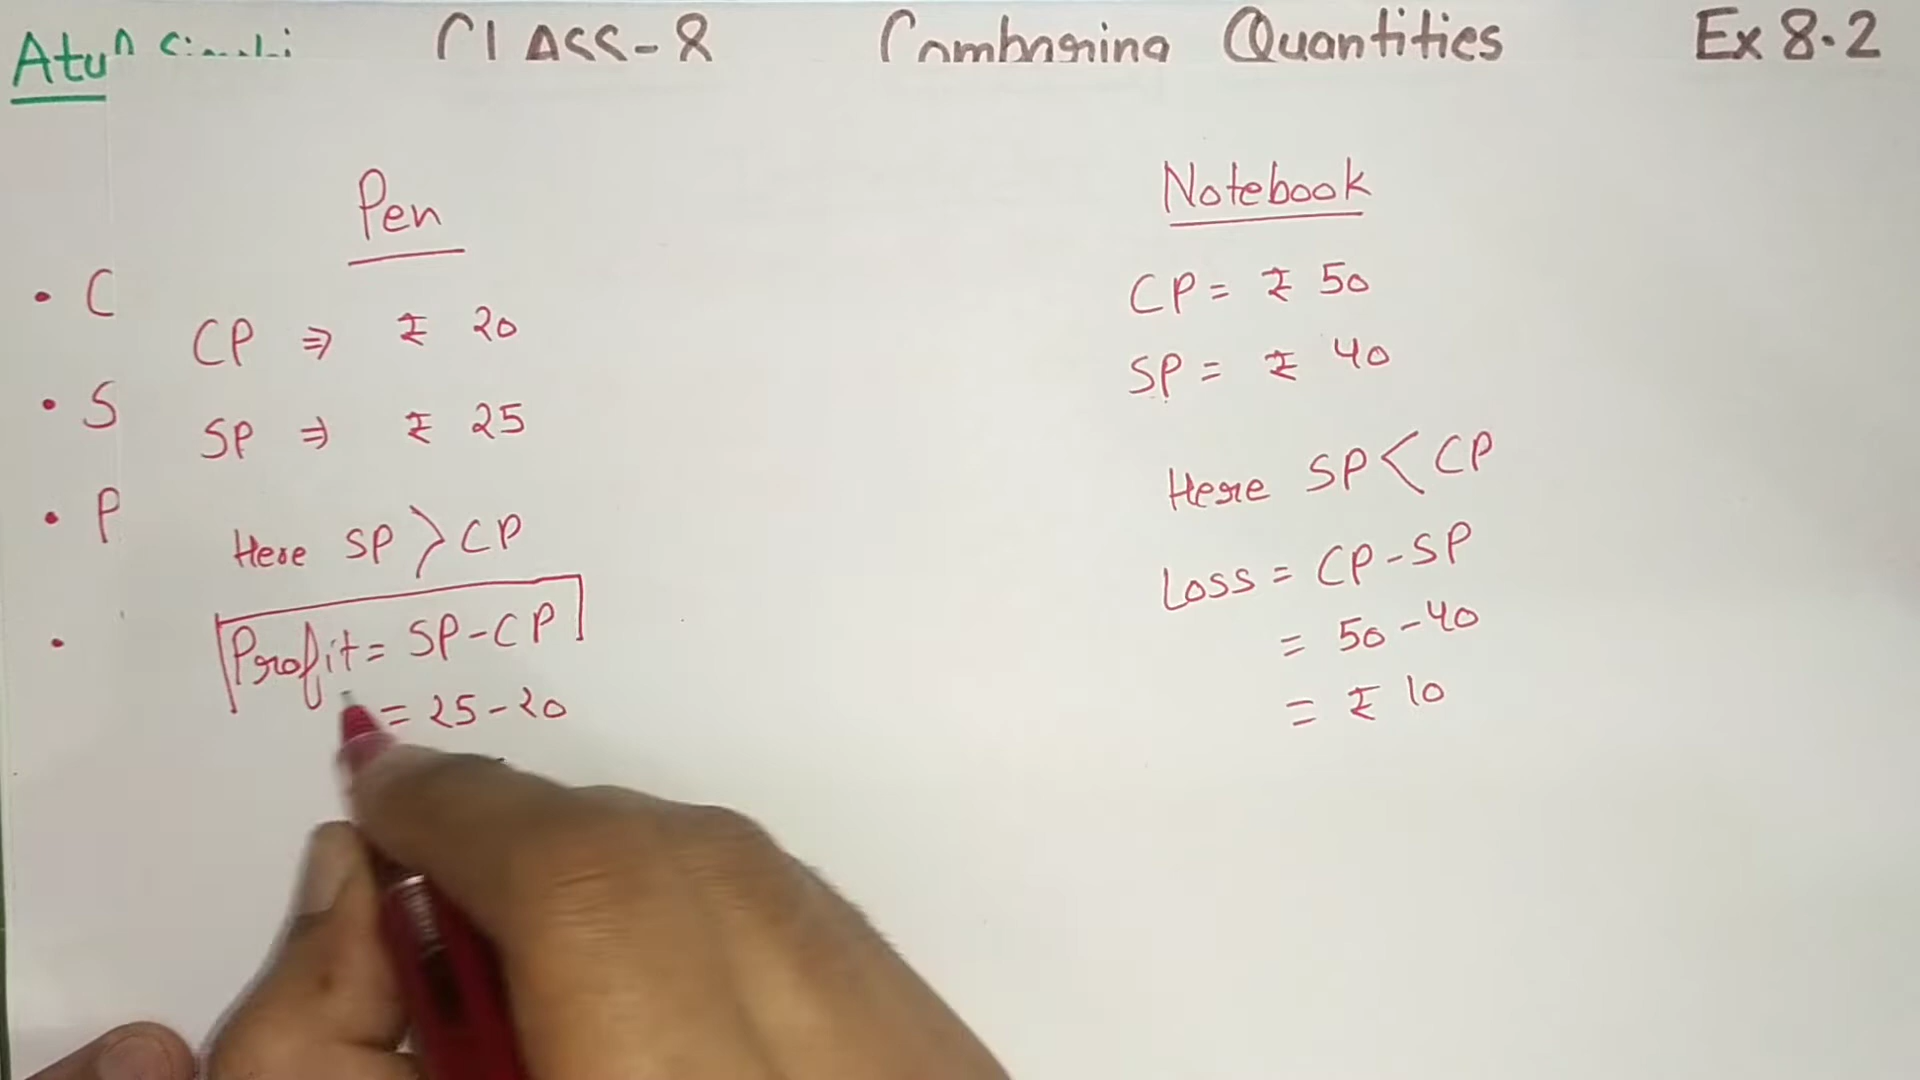 CLASS-8 Comparing Quantities Ex 8.2
Pen
CP ⇒ ₹ 20
SP ⇒ ₹ 25
Here SP > CP
Profit = SP-CP
= 25-20
• C
• S
• P
•
Notebook
CP = ₹ 50
SP = ₹ 40
Here SP < CP
Loss = CP-SP
= 50-40
= ₹ 10